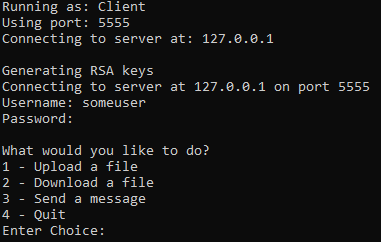 Running as: Client
Using port: 5555
Connecting to server at: 127.0.0.1
Generating RSA keys
Connecting to server at 127.0.0.1 on port 5555
Username: someuser
Password:
What would you like to do?
1 - Upload a file
2 - Download a file
3 - Send a message
4 - Quit
Enter Choice: